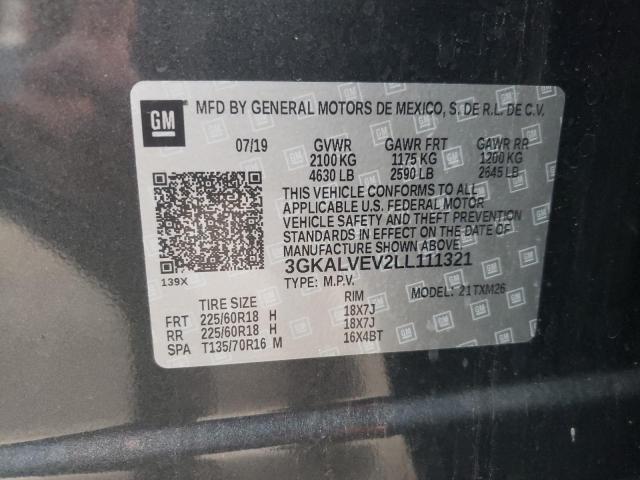 GM MFD BY GENERAL MOTORS DE MEXICO, S. DE R.L. DE C.V.
07/19 GVWR GAWR FRT GAWR RR
2100 KG 1175 KG 1200 KG
4630 LB 2590 LB 2645 LB
THIS VEHICLE CONFORMS TO ALL
APPLICABLE U.S. FEDERAL MOTOR
VEHICLE SAFETY AND THEFT PREVENTION
STANDARDS IN EFFECT ON THE DATE OF
MANUFACTURE SHOWN ABOVE.
3GKALVEV2LL111321
139X TYPE: M.P.V. MODEL: 21TXM26
TIRE SIZE RIM
FRT 225/60R18 H 18X7J
RR 225/60R18 H 18X7J
SPA T135/70R16 M 16X4BT